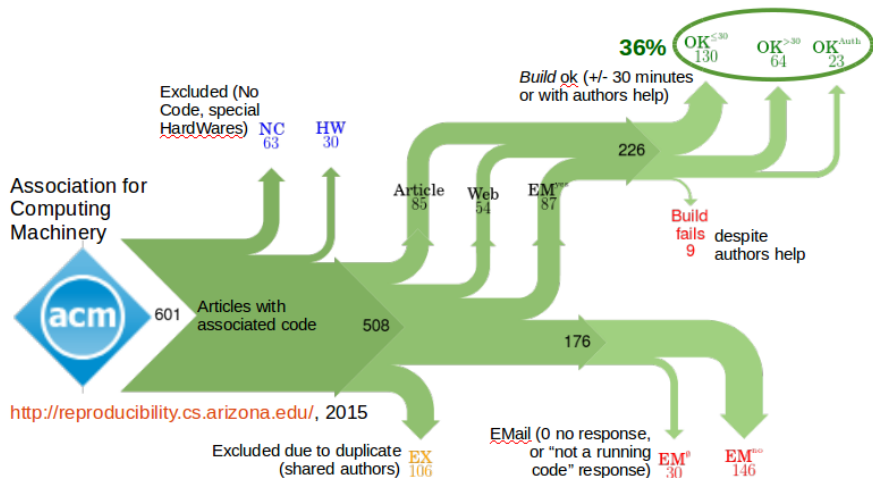 36%
OK≤30
130
OK>30
64
OKAuth
23
Build ok (+/- 30 minutes
or with authors help)
Excluded (No
Code, special
HardWares)
NC
63
HW
30
226
Article
85
Web
54
EMyes
87
Association for
Computing
Machinery
Build
fails
9
despite
authors help
acm
601
Articles with
associated code
508
176
http://reproducibility.cs.arizona.edu/, 2015
Excluded due to duplicate
(shared authors)
EX
106
EMail (0 no response,
or “not a running
code” response)
EMø
30
EMno
146